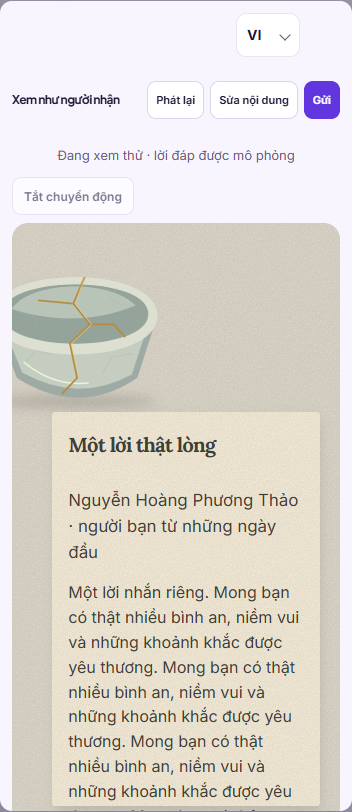 VI
Xem như người nhận
Phát lại
Sửa nội dung
Gửi
Đang xem thử · lời đáp được mô phỏng
Tắt chuyển động
Một lời thật lòng
Nguyễn Hoàng Phương Thảo
· người bạn từ những ngày
đầu
Một lời nhắn riêng. Mong bạn
có thật nhiều bình an, niềm vui
và những khoảnh khắc được
yêu thương. Mong bạn có thật
nhiều bình an, niềm vui và
những khoảnh khắc được yêu
thương. Mong bạn có thật
nhiều bình an, niềm vui và
những khoảnh khắc được yêu